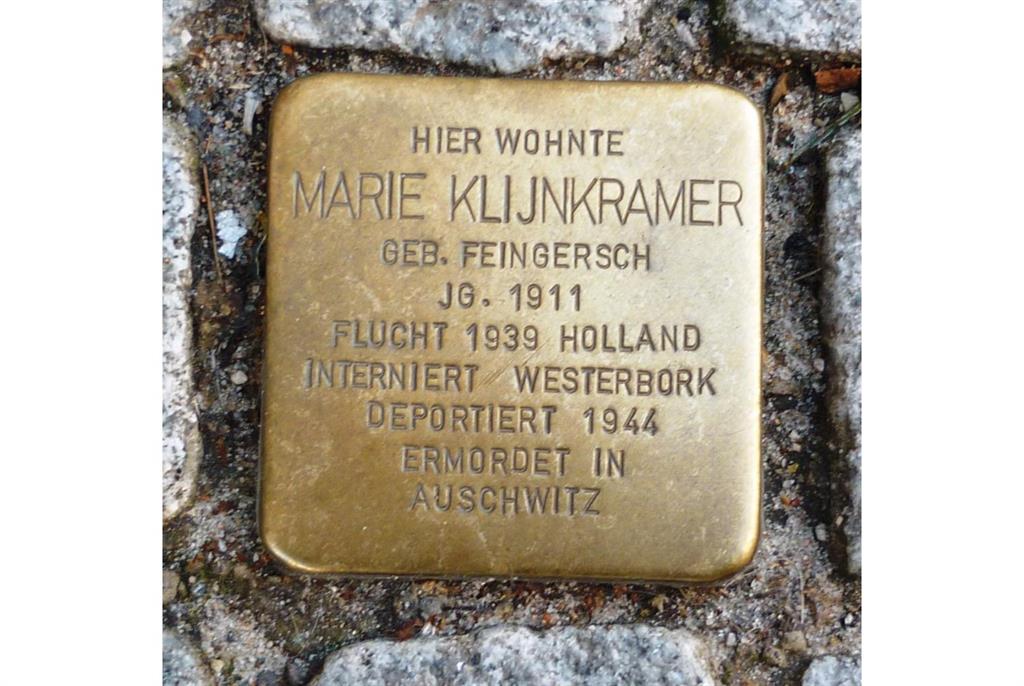 HIER WOHNTE
MARIE KLIJNKRAMER
GEB. FEINGERSCH
JG. 1911
FLUCHT 1939 HOLLAND
INTERNIERT WESTERBORK
DEPORTIERT 1944
ERMORDET IN
AUSCHWITZ